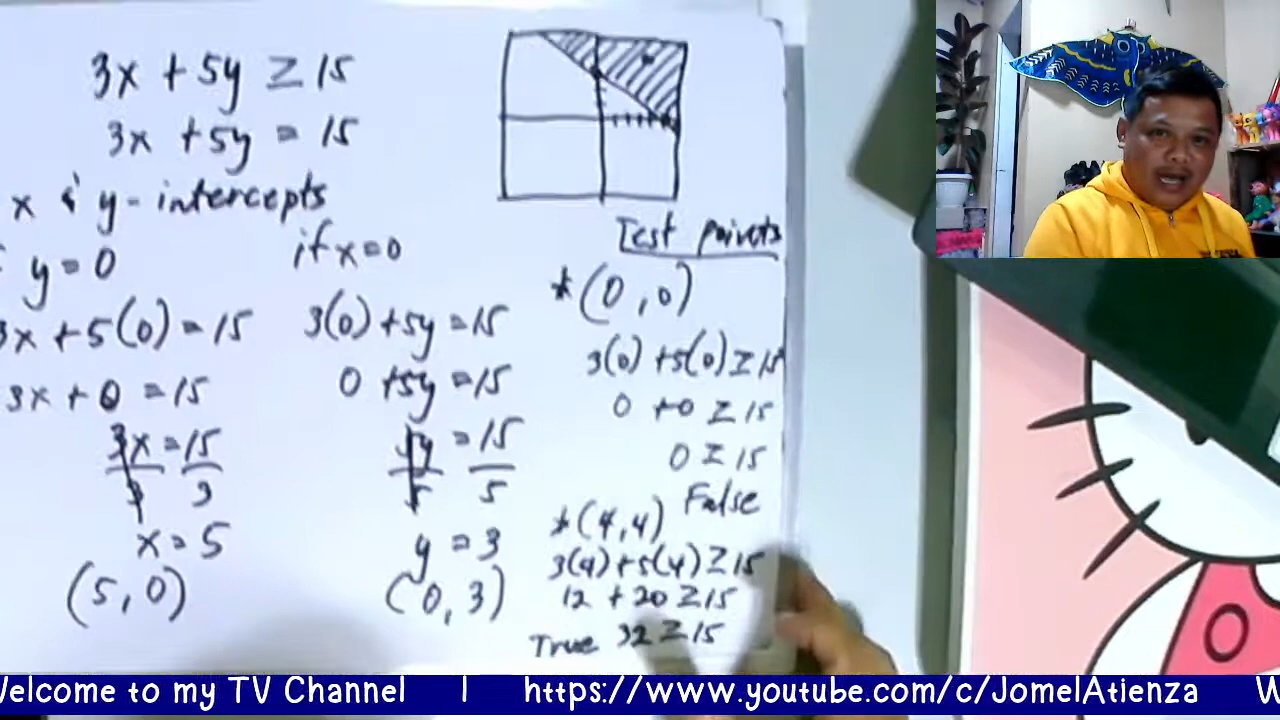 3x + 5y ≥ 15
3x + 5y = 15
x & y-intercepts
y = 0
3x + 5(0) = 15
3x + 0 = 15
3x = 15
3 3
x = 5
(5, 0)
if x = 0
3(0) + 5y = 15
0 + 5y = 15
5y = 15
5 5
y = 3
(0, 3)
Test points
*(0, 0)
3(0) + 5(0) ≥ 15
0 + 0 ≥ 15
0 ≥ 15
False
*(4, 4)
3(4) + 5(4) ≥ 15
12 + 20 ≥ 15
True 32 ≥ 15
Welcome to my TV Channel | https://www.youtube.com/c/JomelAtienza W